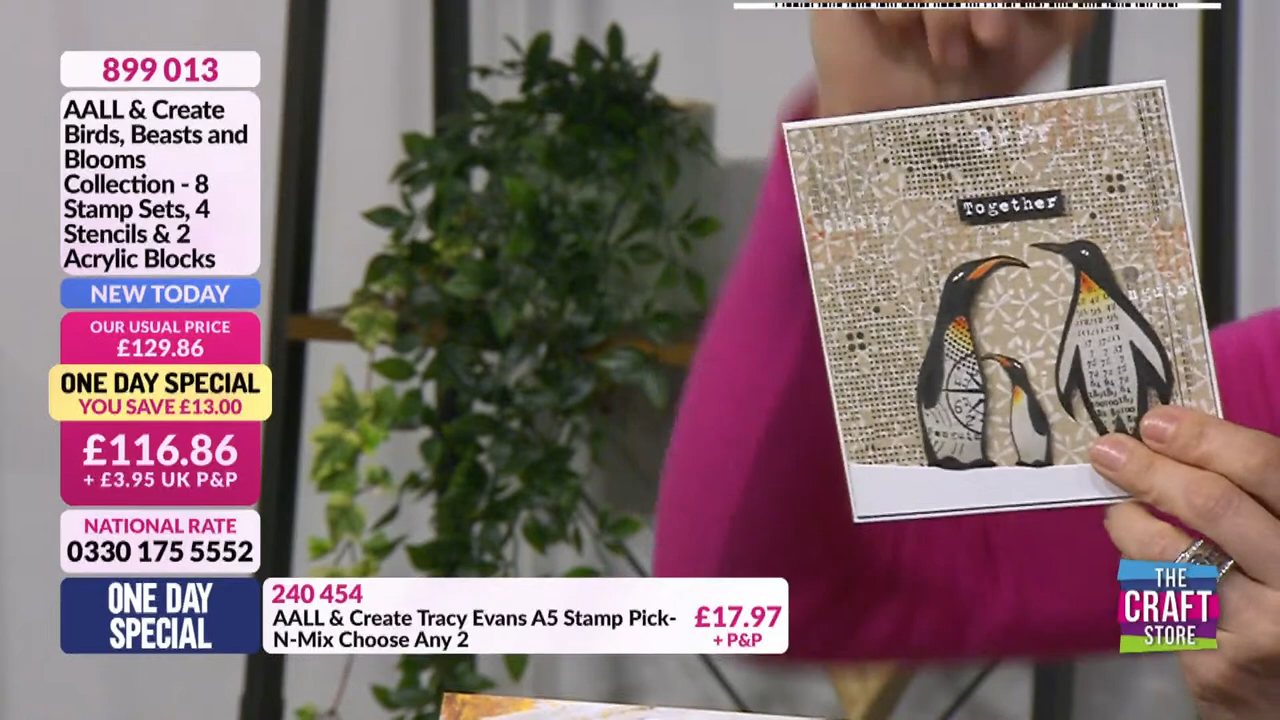 899 013
AALL & Create
Birds, Beasts and
Blooms
Collection - 8
Stamp Sets, 4
Stencils & 2
Acrylic Blocks
NEW TODAY
OUR USUAL PRICE
£129.86
ONE DAY SPECIAL
YOU SAVE £13.00
£116.86
+ £3.95 UK P&P
NATIONAL RATE
0330 175 5552
ONE DAY
SPECIAL
240 454
AALL & Create Tracy Evans A5 Stamp Pick-
N-Mix Choose Any 2
£17.97
+ P&P
Together
THE
CRAFT
STORE